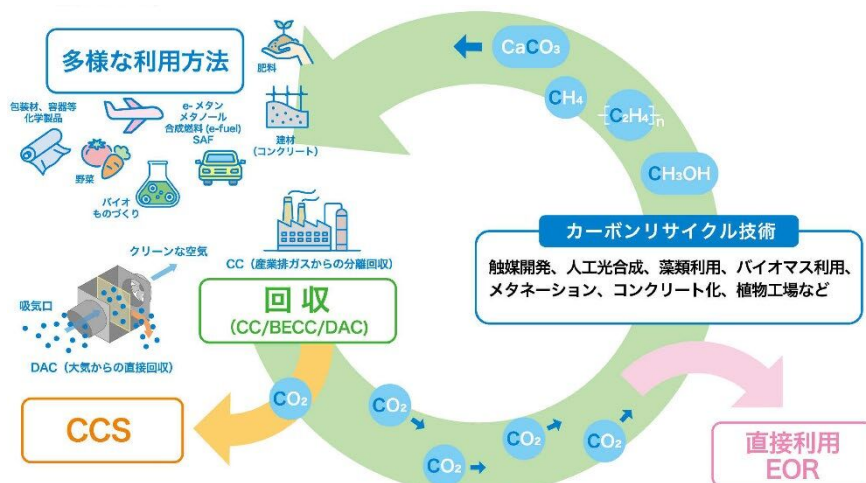 多様な利用方法
肥料
包装材、容器等
化学製品
e-メタン
メタノール
合成燃料(e-fuel)
SAF
建材
(コンクリート)
野菜
バイオ
ものづくり
CaCO₃
CH₄
[C₂H₄]n
CH₃OH
カーボンリサイクル技術
触媒開発、人工光合成、藻類利用、バイオマス利用、
メタネーション、コンクリート化、植物工場など
クリーンな空気
吸気口
DAC(大気からの直接回収)
CC(産業排ガスからの分離回収)
回収
(CC/BECC/DAC)
CO₂
CCS
CO₂
CO₂
CO₂
CO₂
直接利用
EOR